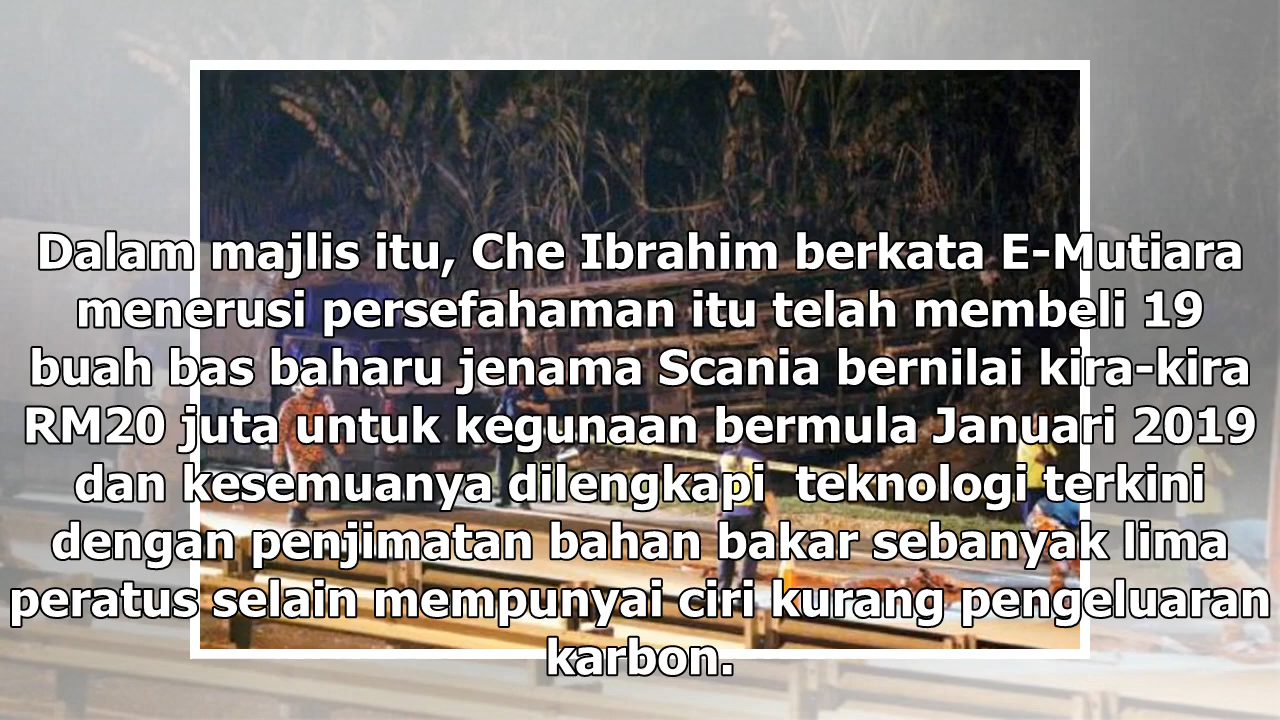 Dalam majlis itu, Che Ibrahim berkata E-Mutiara
menerusi persefahaman itu telah membeli 19
buah bas baharu jenama Scania bernilai kira-kira
RM20 juta untuk kegunaan bermula Januari 2019
dan kesemuanya dilengkapi  teknologi terkini
dengan penjimatan bahan bakar sebanyak lima
peratus selain mempunyai ciri kurang pengeluaran
karbon.